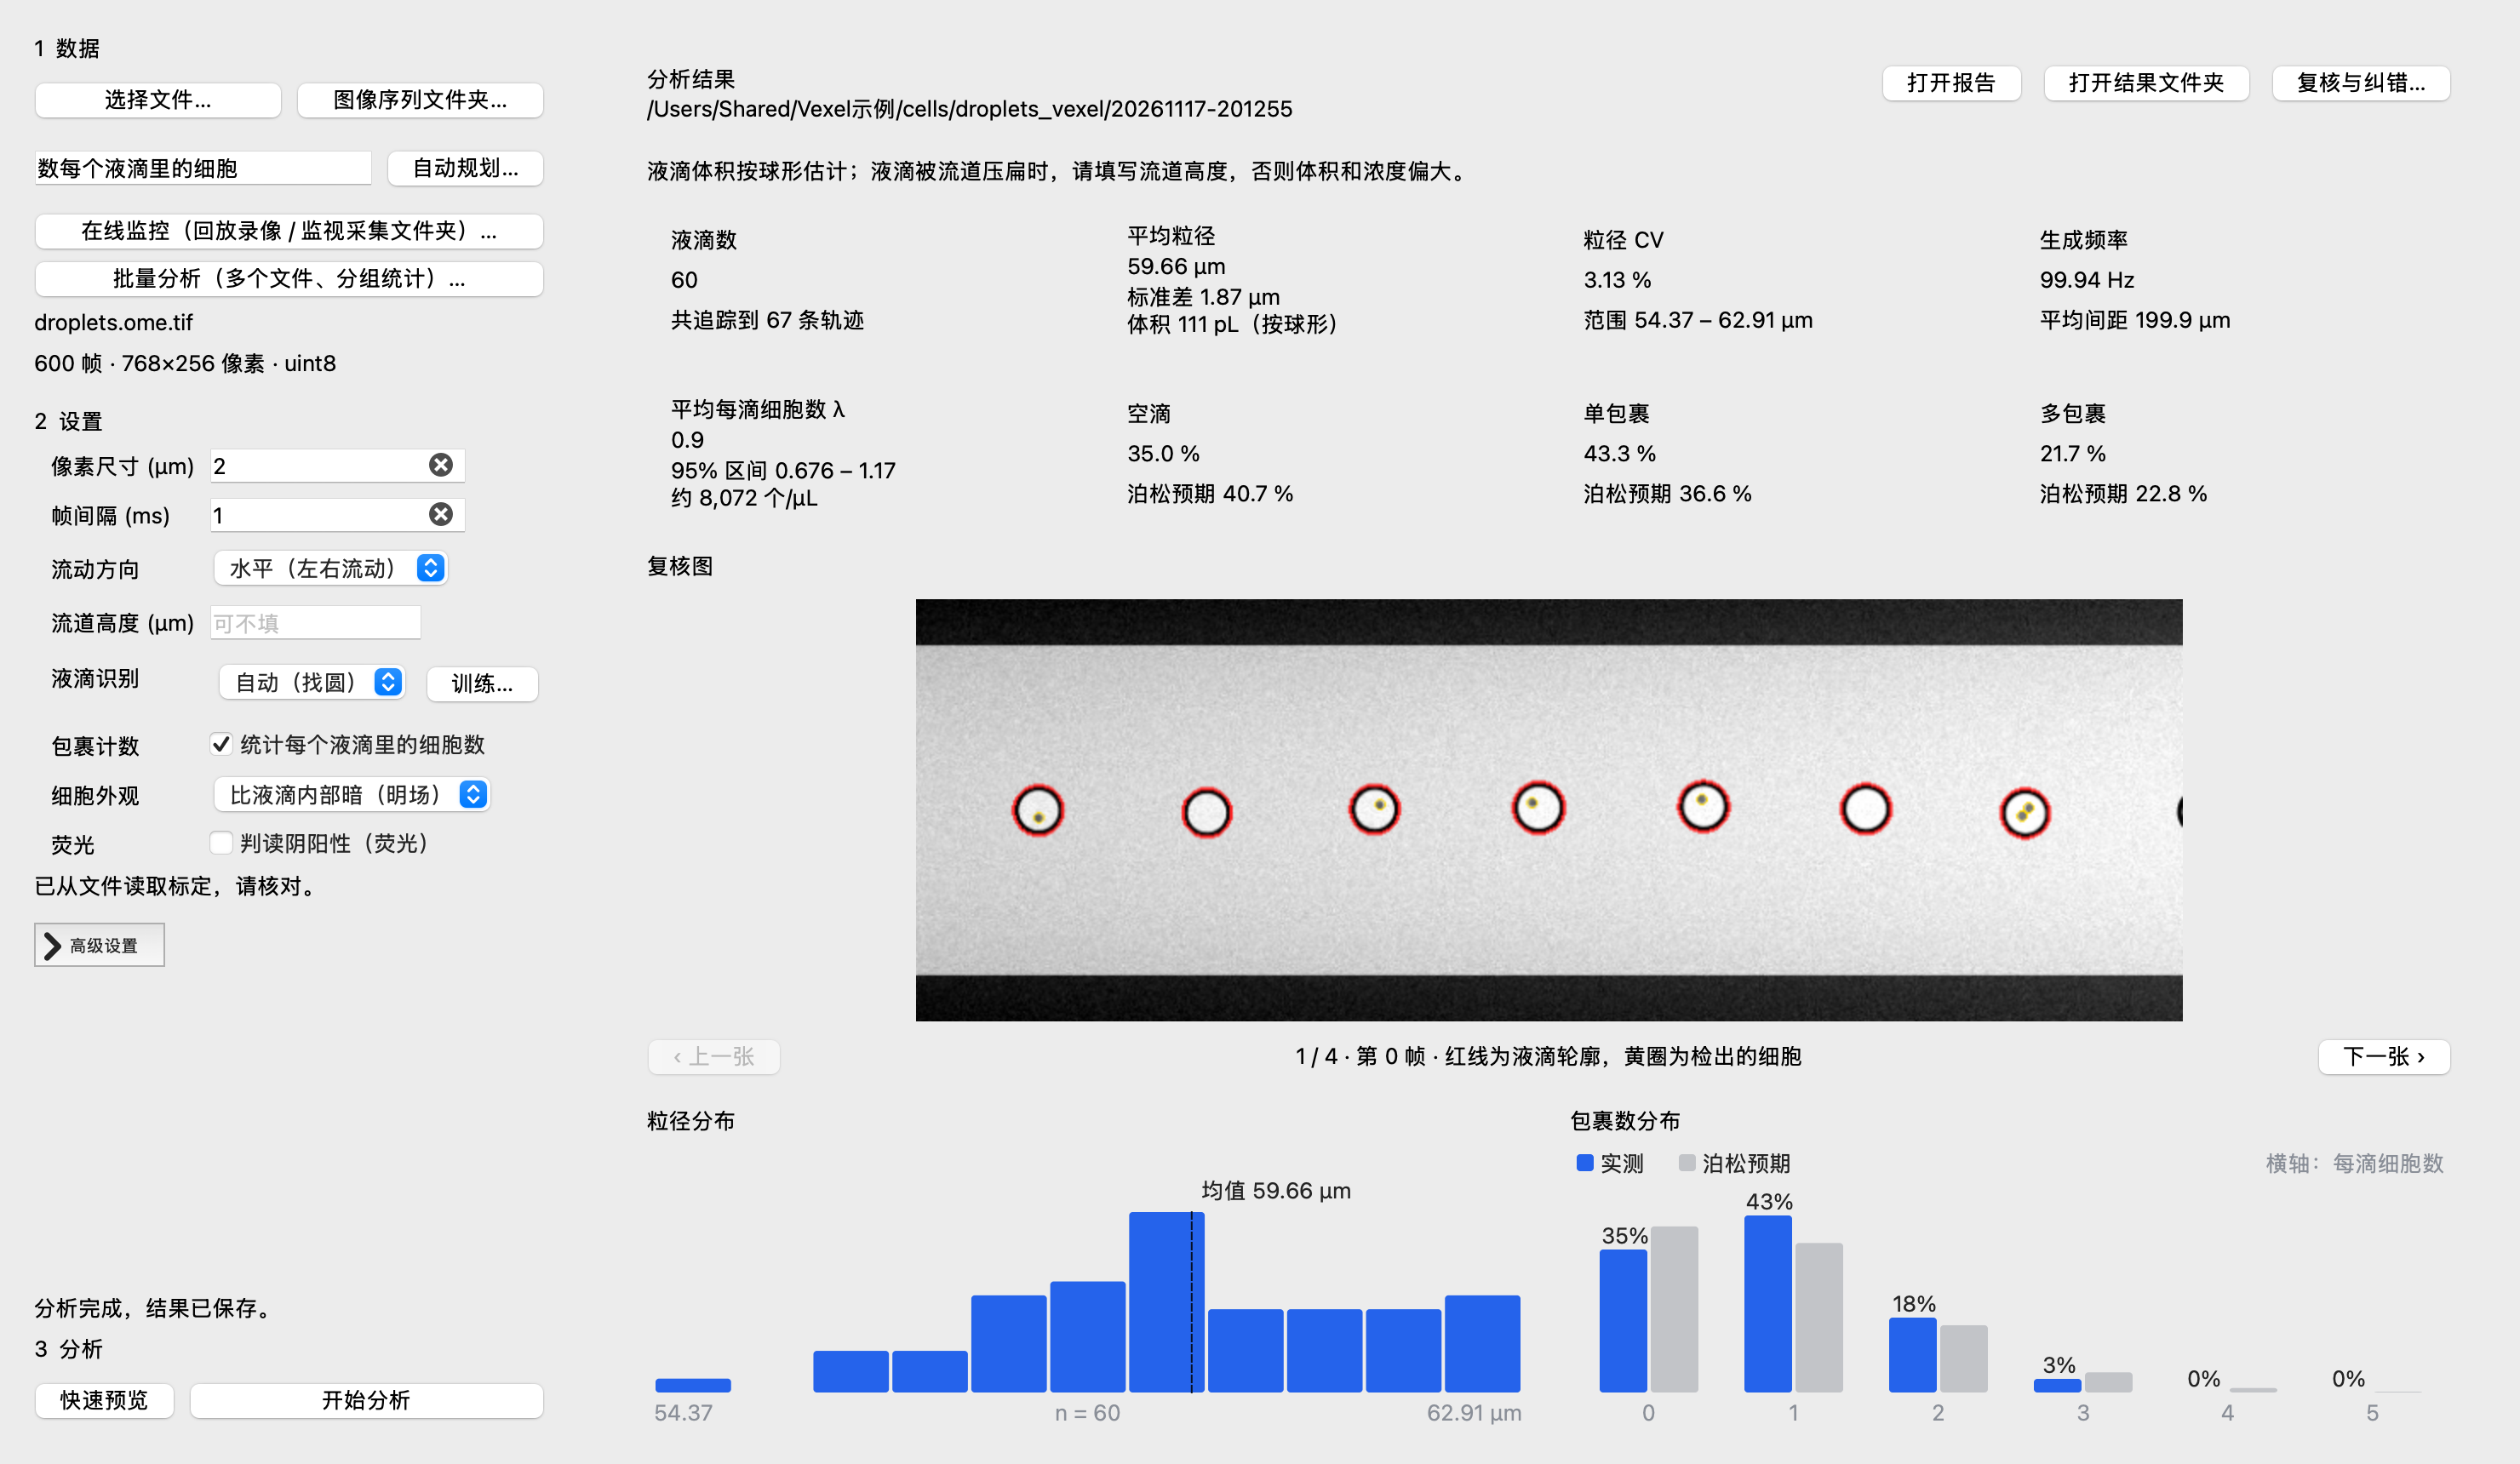 1 数据
选择文件...
图像序列文件夹...
数每个液滴里的细胞
自动规划...
在线监控（回放录像 / 监视采集文件夹）...
批量分析（多个文件、分组统计）...
droplets.ome.tif
600 帧 · 768×256 像素 · uint8
2 设置
像素尺寸 (μm) 2
帧间隔 (ms) 1
流动方向 水平（左右流动）
流道高度 (μm) 可不填
液滴识别 自动（找圆） 训练...
包裹计数 统计每个液滴里的细胞数
细胞外观 比液滴内部暗（明场）
荧光 判读阴阳性（荧光）
已从文件读取标定，请核对。
高级设置
分析完成，结果已保存。
3 分析
快速预览
开始分析
分析结果
/Users/Shared/Vexel示例/cells/droplets_vexel/20261117-201255
打开报告
打开结果文件夹
复核与纠错...
液滴体积按球形估计；液滴被流道压扁时，请填写流道高度，否则体积和浓度偏大。
液滴数
60
共追踪到 67 条轨迹
平均粒径
59.66 μm
标准差 1.87 μm
体积 111 pL（按球形）
粒径 CV
3.13 %
范围 54.37 – 62.91 μm
生成频率
99.94 Hz
平均间距 199.9 μm
平均每滴细胞数 λ
0.9
95% 区间 0.676 – 1.17
约 8,072 个/μL
空滴
35.0 %
泊松预期 40.7 %
单包裹
43.3 %
泊松预期 36.6 %
多包裹
21.7 %
泊松预期 22.8 %
复核图
‹ 上一张
1 / 4 · 第 0 帧 · 红线为液滴轮廓，黄圈为检出的细胞
下一张 ›
粒径分布
均值 59.66 μm
54.37
n = 60
62.91 μm
包裹数分布
实测
泊松预期
横轴：每滴细胞数
35%
43%
18%
3%
0%
0%
0 1 2 3 4 5